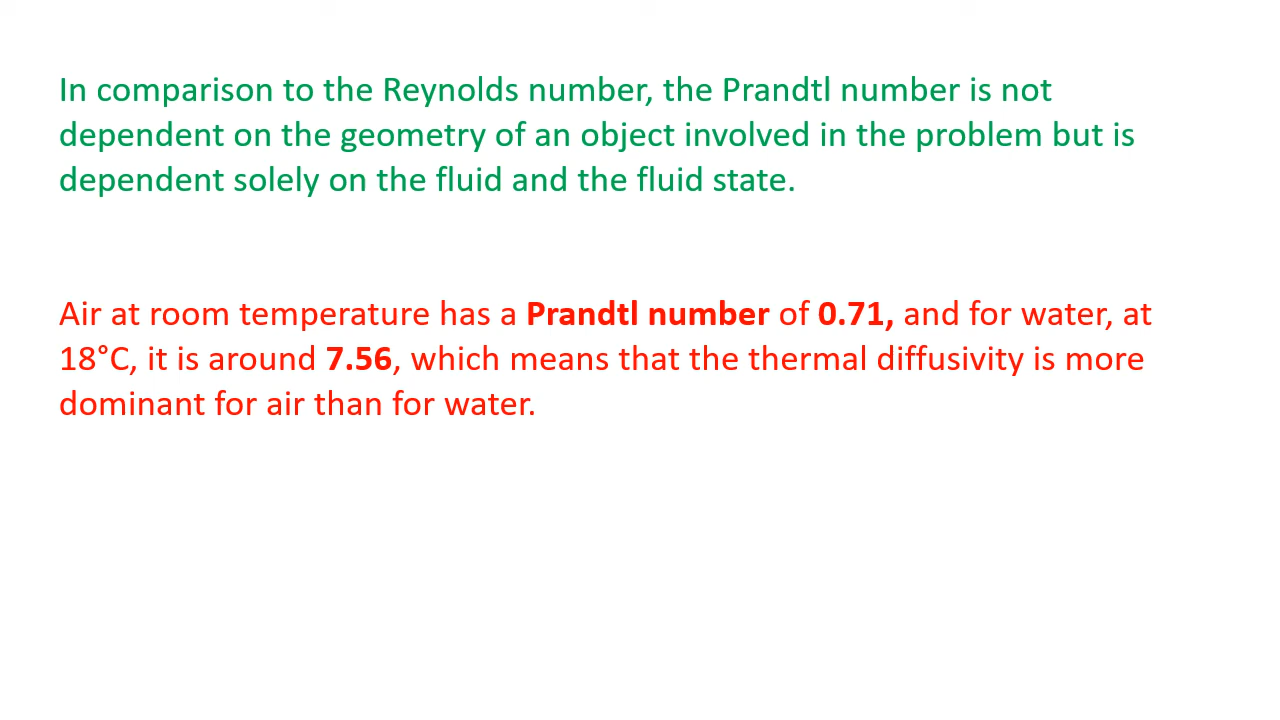 In comparison to the Reynolds number, the Prandtl number is not
dependent on the geometry of an object involved in the problem but is
dependent solely on the fluid and the fluid state.
Air at room temperature has a Prandtl number of 0.71, and for water, at
18°C, it is around 7.56, which means that the thermal diffusivity is more
dominant for air than for water.